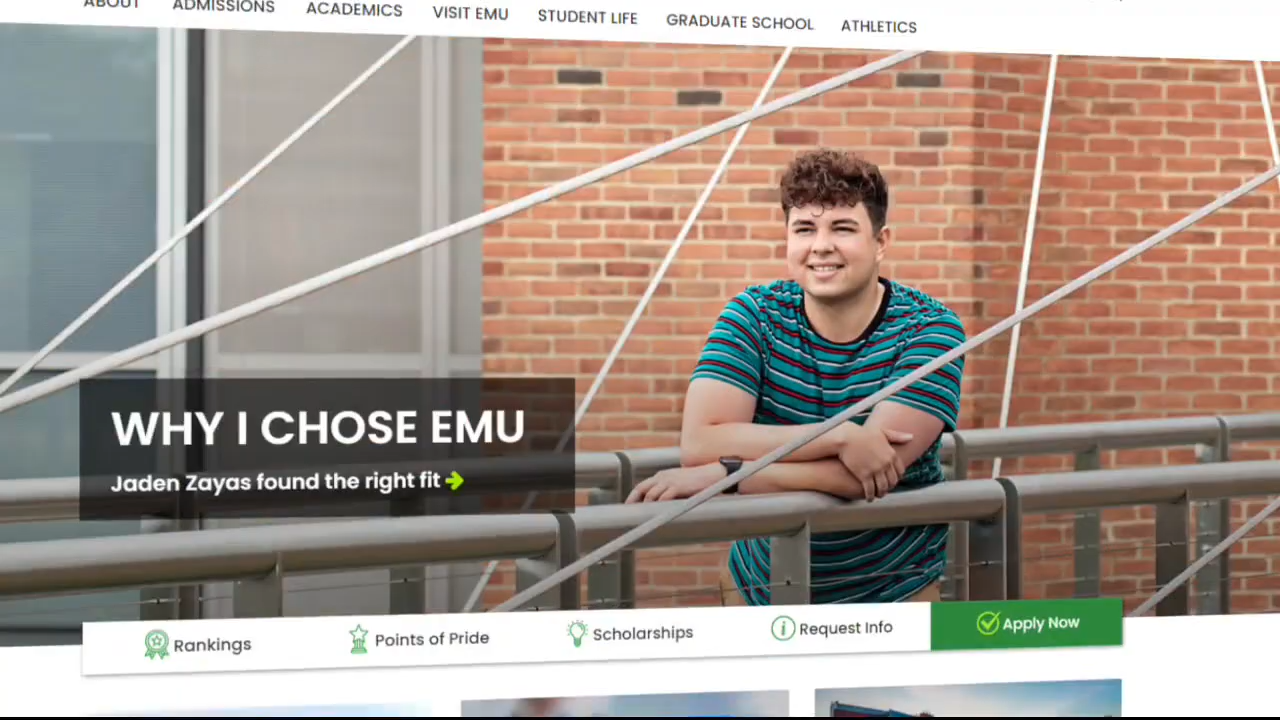 ABOUT
ADMISSIONS
ACADEMICS
VISIT EMU
STUDENT LIFE
GRADUATE SCHOOL
ATHLETICS
WHY I CHOSE EMU
Jaden Zayas found the right fit
Rankings
Points of Pride
Scholarships
Request Info
Apply Now